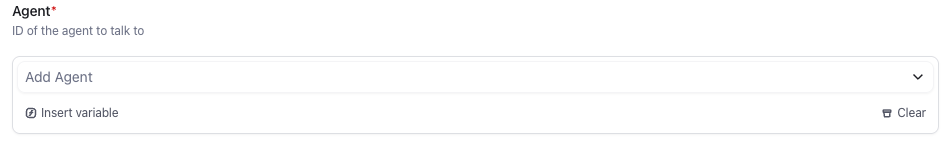 Agent*
ID of the agent to talk to
Add Agent
Insert variable Clear